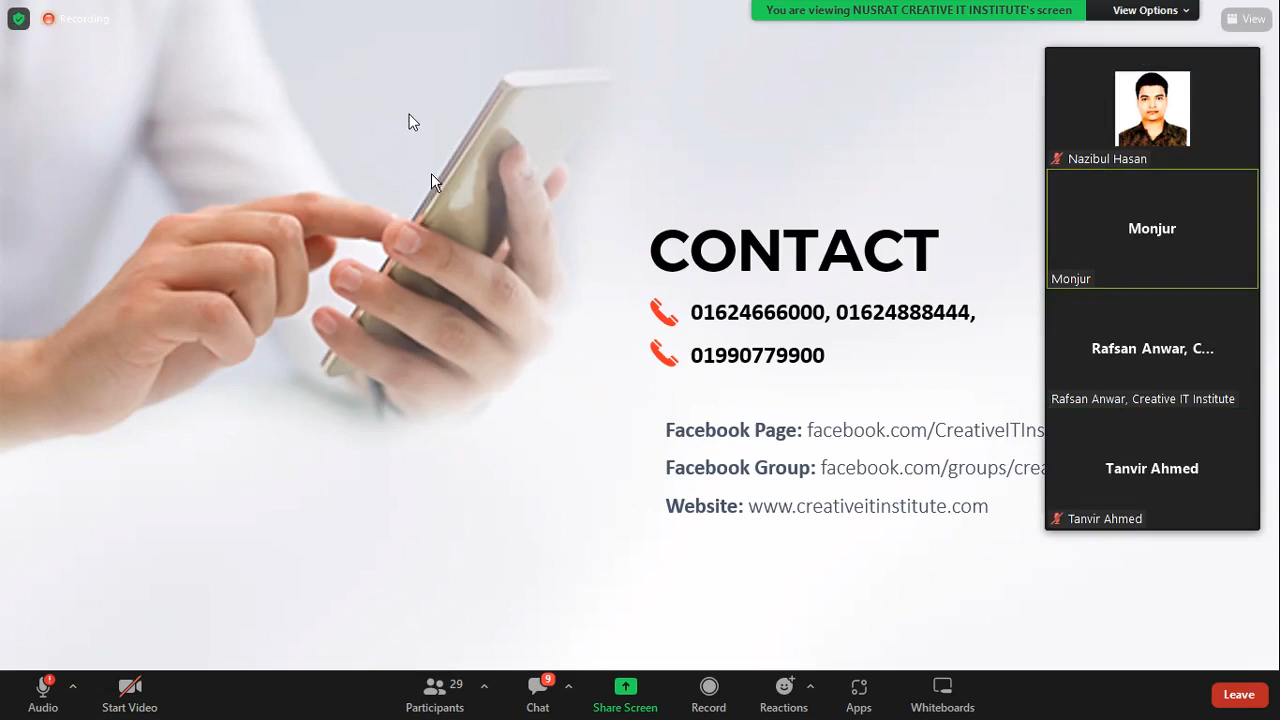 Recording
You are viewing NUSRAT CREATIVE IT INSTITUTE's screen
View Options
View
Nazibul Hasan
Monjur
Monjur
Rafsan Anwar, C...
Rafsan Anwar, Creative IT Institute
Tanvir Ahmed
Tanvir Ahmed
CONTACT
01624666000, 01624888444,
01990779900
Facebook Page: facebook.com/CreativeITIns
Facebook Group: facebook.com/groups/crea
Website: www.creativeitinstitute.com
Audio
Start Video
Participants
29
Chat
9
Share Screen
Record
Reactions
Apps
Whiteboards
Leave